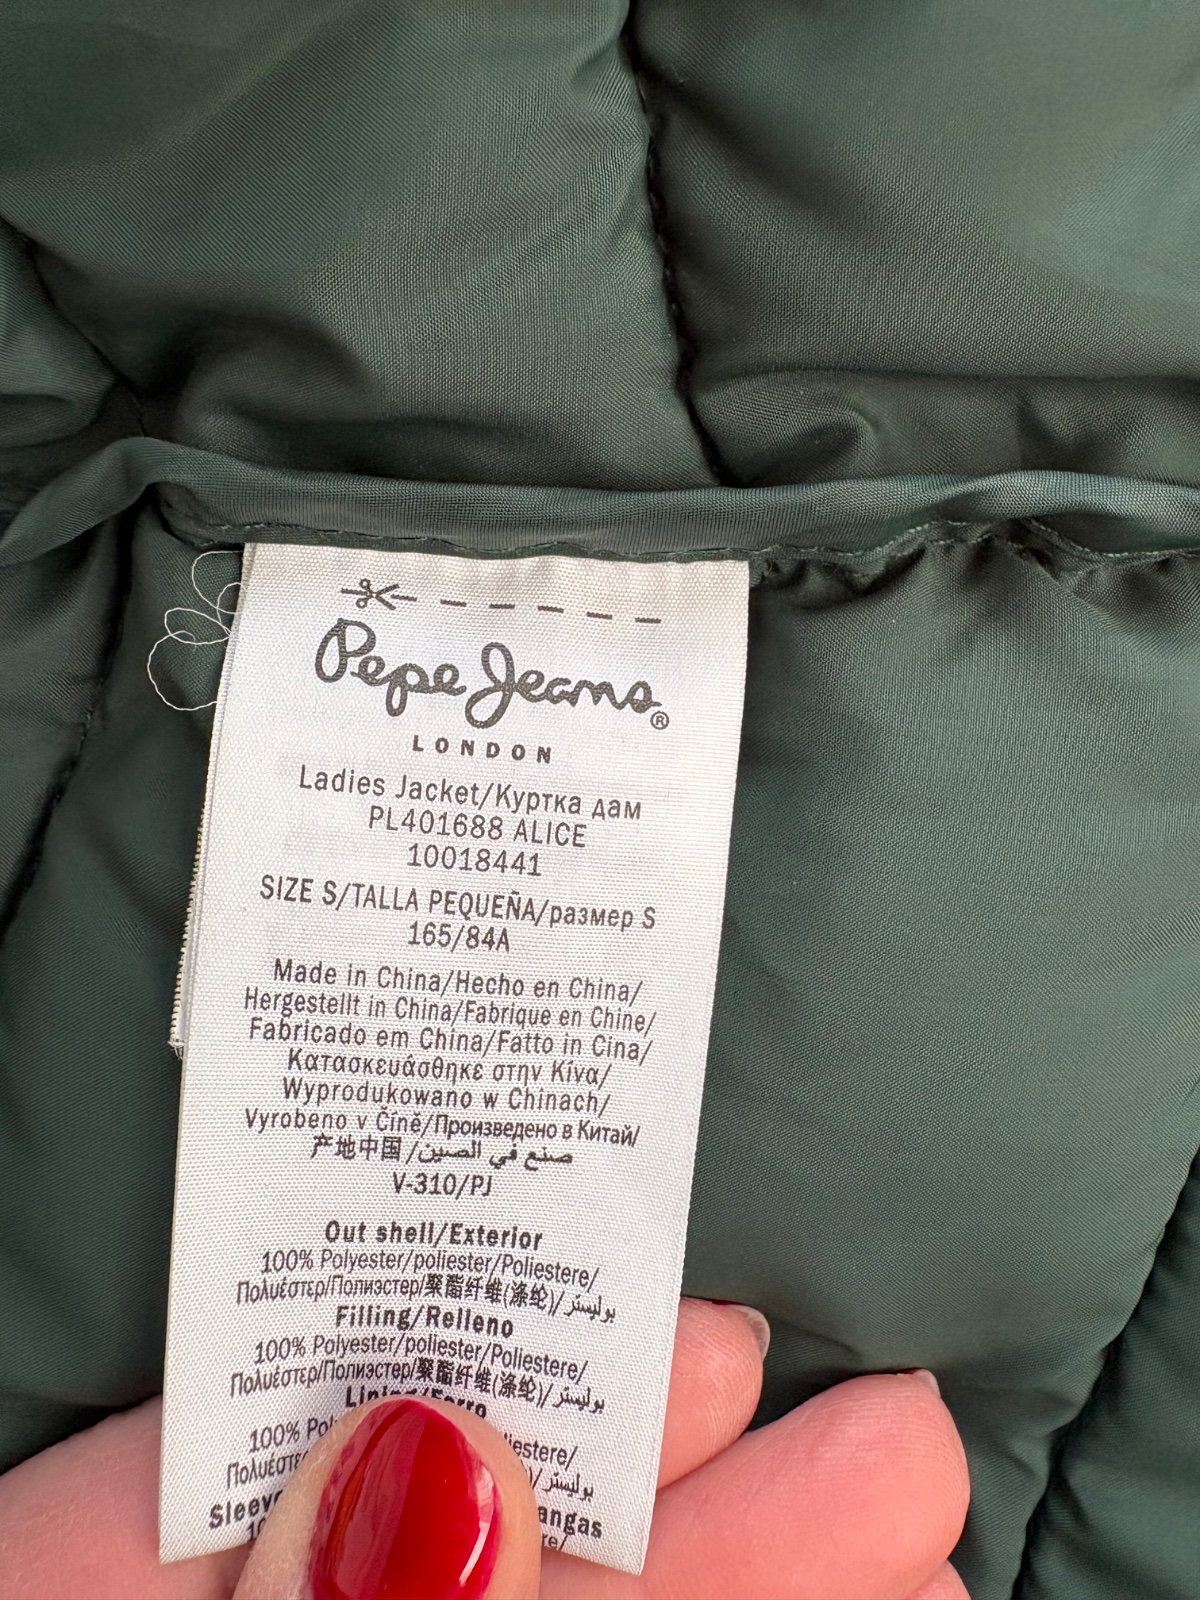 Pepe Jeans®
LONDON
Ladies Jacket/Куртка дам
PL401688 ALICE
10018441
SIZE S/TALLA PEQUEÑA/размер S
165/84A
Made in China/Hecho en China/
Hergestellt in China/Fabrique en Chine/
Fabricado em China/Fatto in Cina/
Κατασκευάσθηκε στην Κίνα/
Wyprodukowano w Chinach/
Vyrobeno v Číně/Произведено в Китай/
产地中国/صنع في الصين
V-310/PJ
Out shell/Exterior
100% Polyester/poliester/Poliestere/
Πολυέστερ/Полиэстер/聚酯纤维(涤纶)/بوليستر
Filling/Relleno
100% Polyester/poliester/Poliestere/
Πολυέστερ/Полиэстер/聚酯纤维(涤纶)/بوليستر
100%
بوليستر